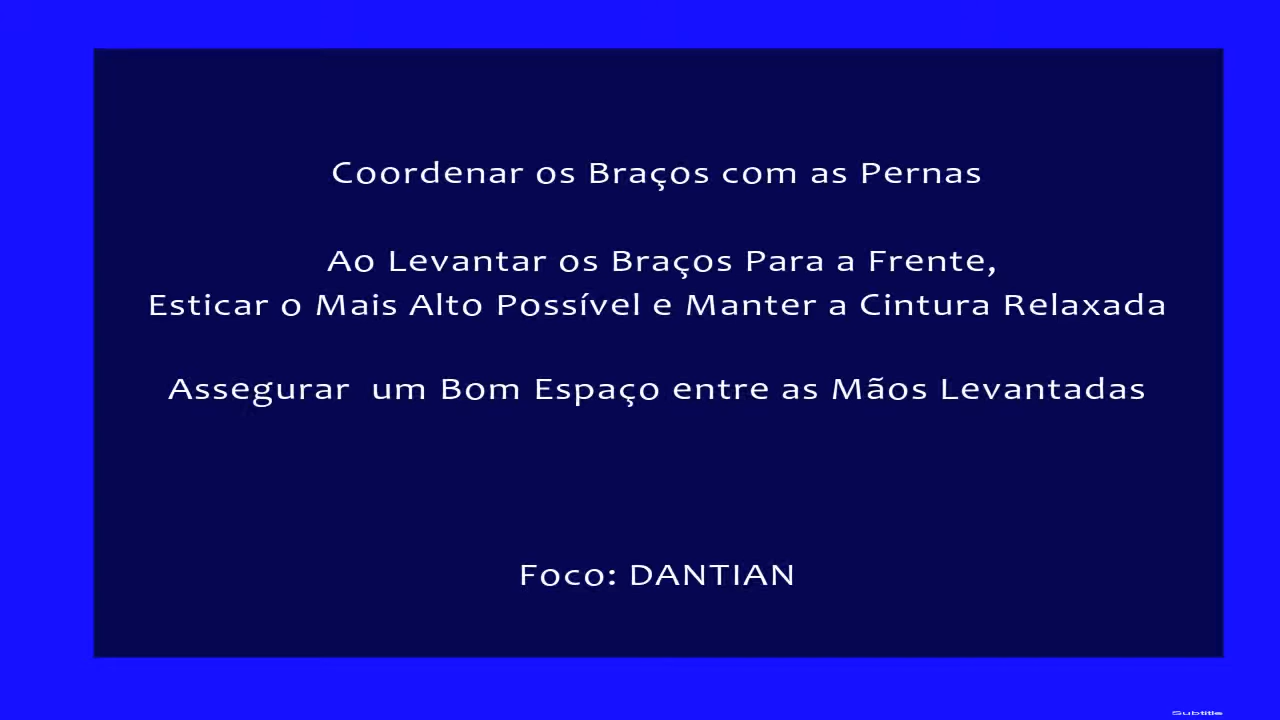 Coordenar os Braços com as Pernas
Ao Levantar os Braços Para a Frente,
Esticar o Mais Alto Possível e Manter a Cintura Relaxada
Assegurar  um Bom Espaço entre as Mãos Levantadas
Foco: DANTIAN
Subtitle